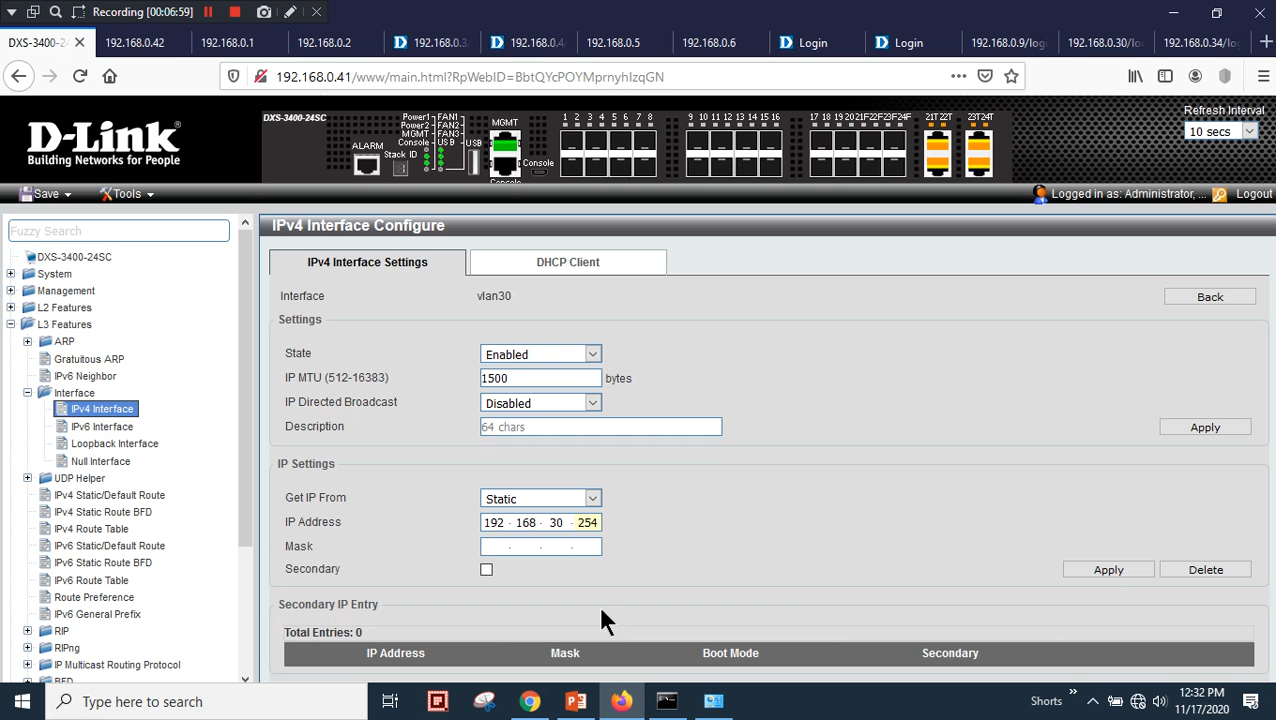 Recording [00:06:59]
DXS-3400-2
192.168.0.42
192.168.0.1
192.168.0.2
192.168.0.3/
192.168.0.4/
192.168.0.5
192.168.0.6
Login
Login
192.168.0.9/log
192.168.0.30/lo
192.168.0.34/log
192.168.0.41/www/main.html?RpWebID=BbtQYcPOYMprnyhIzqGN
D-Link
Building Networks for People
DXS-3400-24SC
Power1
Power2
MGMT
Console
Stack ID
FAN1
FAN2
FAN3
USB
USB
ALARM
MGMT
Console
Console
1 2 3 4 5 6 7 8
9 10 11 12 13 14 15 16
17 18 19 20 21F 22F 23F 24F
21T 22T
23T 24T
Refresh Interval
10 secs
Save
Tools
Logged in as: Administrator, ...
Logout
Fuzzy Search
DXS-3400-24SC
System
Management
L2 Features
L3 Features
ARP
Gratuitous ARP
IPv6 Neighbor
Interface
IPv4 Interface
IPv6 Interface
Loopback Interface
Null Interface
UDP Helper
IPv4 Static/Default Route
IPv4 Static Route BFD
IPv4 Route Table
IPv6 Static/Default Route
IPv6 Static Route BFD
IPv6 Route Table
Route Preference
IPv6 General Prefix
RIP
RIPng
IP Multicast Routing Protocol
BFD
IPv4 Interface Configure
IPv4 Interface Settings
DHCP Client
Interface vlan30
Back
Settings
State Enabled
IP MTU (512-16383) 1500 bytes
IP Directed Broadcast Disabled
Description 64 chars
Apply
IP Settings
Get IP From Static
IP Address 192 . 168 . 30 . 254
Mask . . .
Secondary
Apply
Delete
Secondary IP Entry
Total Entries: 0
IP Address Mask Boot Mode Secondary
Type here to search
Shorts
»
12:32 PM
11/17/2020